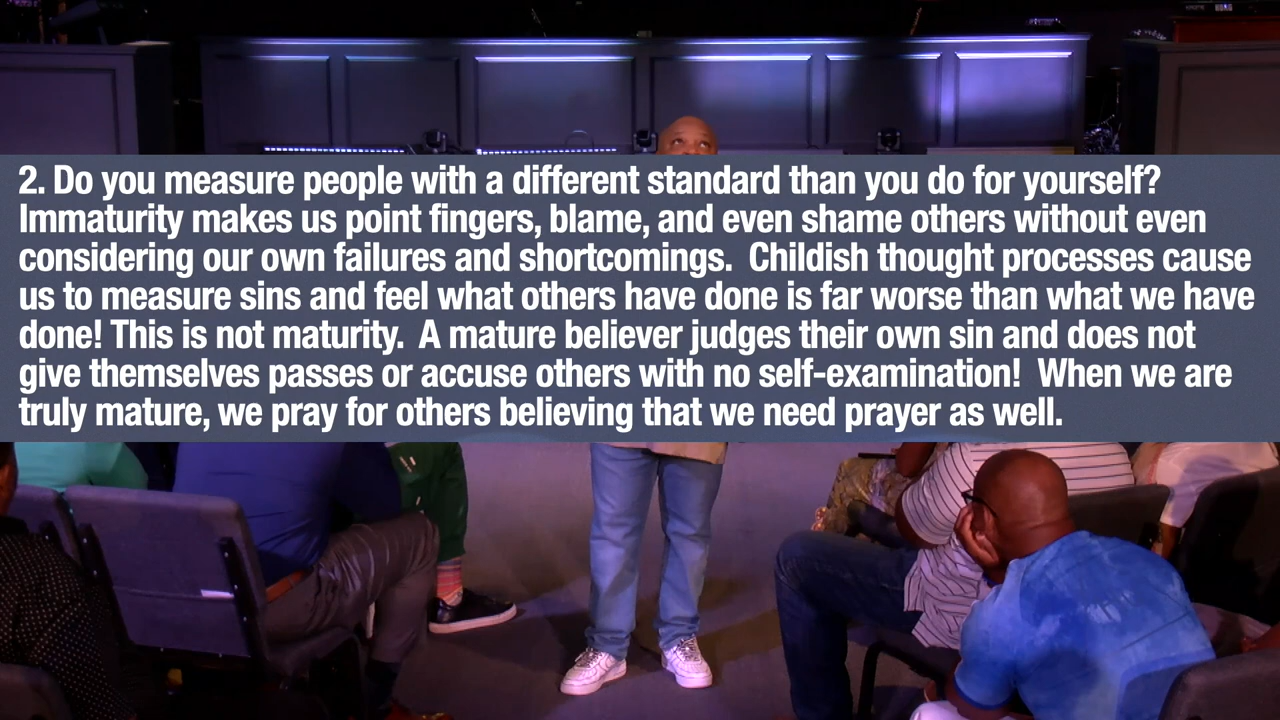 2. Do you measure people with a different standard than you do for yourself?
Immaturity makes us point fingers, blame, and even shame others without even
considering our own failures and shortcomings.  Childish thought processes cause
us to measure sins and feel what others have done is far worse than what we have
done! This is not maturity.  A mature believer judges their own sin and does not
give themselves passes or accuse others with no self-examination!  When we are
truly mature, we pray for others believing that we need prayer as well.